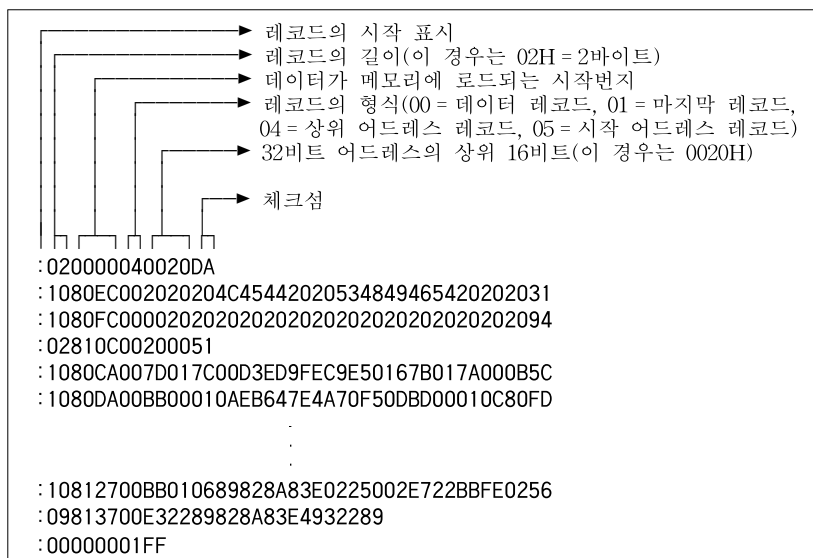 레코드의 시작 표시
레코드의 길이(이 경우는 02H = 2바이트)
데이터가 메모리에 로드되는 시작번지
레코드의 형식(00 = 데이터 레코드, 01 = 마지막 레코드,
04 = 상위 어드레스 레코드, 05 = 시작 어드레스 레코드)
32비트 어드레스의 상위 16비트(이 경우는 0020H)
체크섬
:020000040020DA
:1080EC002020204C45442020534849465420202031
:1080FC000020202020202020202020202020202094
:02810C00200051
:1080CA007D017C00D3ED9FEC9E50167B017A000B5C
:1080DA00BB00010AEB647E4A70F50DBD00010C80FD
.
.
.
:10812700BB010689828A83E0225002E722BBFE0256
:09813700E32289828A83E4932289
:00000001FF